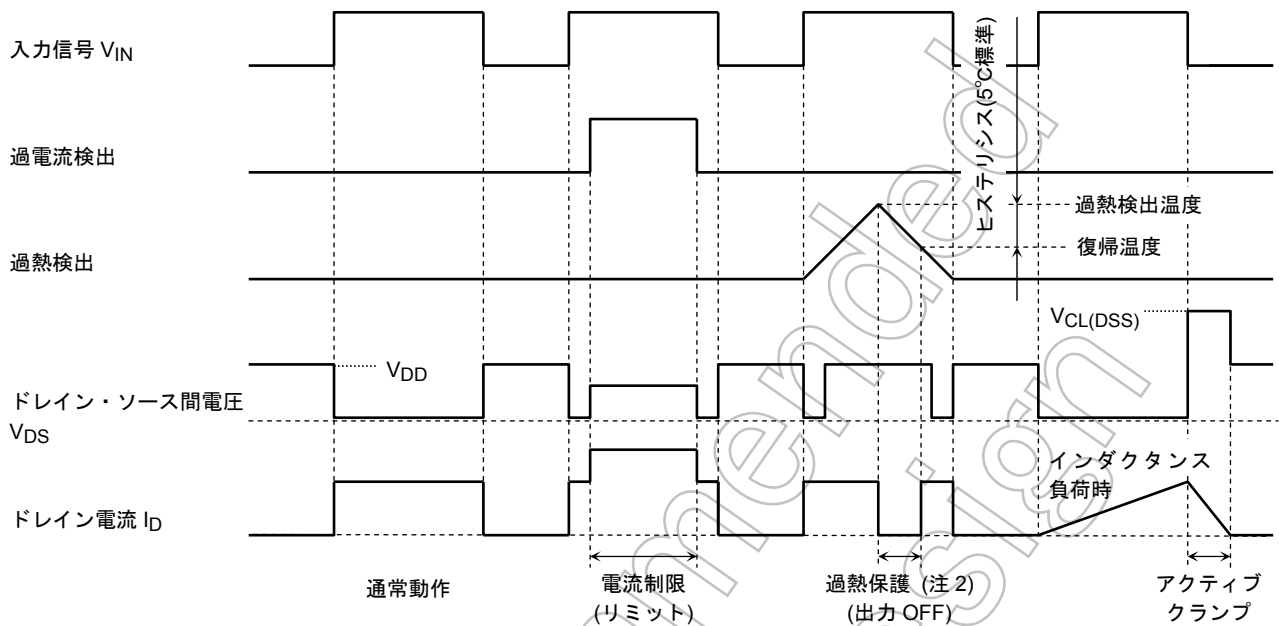 入力信号 VIN
過電流検出
過熱検出
ヒステリシス(5°C標準)
過熱検出温度
復帰温度
VCL(DSS)
VDD
ドレイン・ソース間電圧
VDS
インダクタンス
負荷時
ドレイン電流 ID
通常動作
電流制限
(リミット)
過熱保護 (注 2)
(出力 OFF)
アクティブ
クランプ
mmended
esign